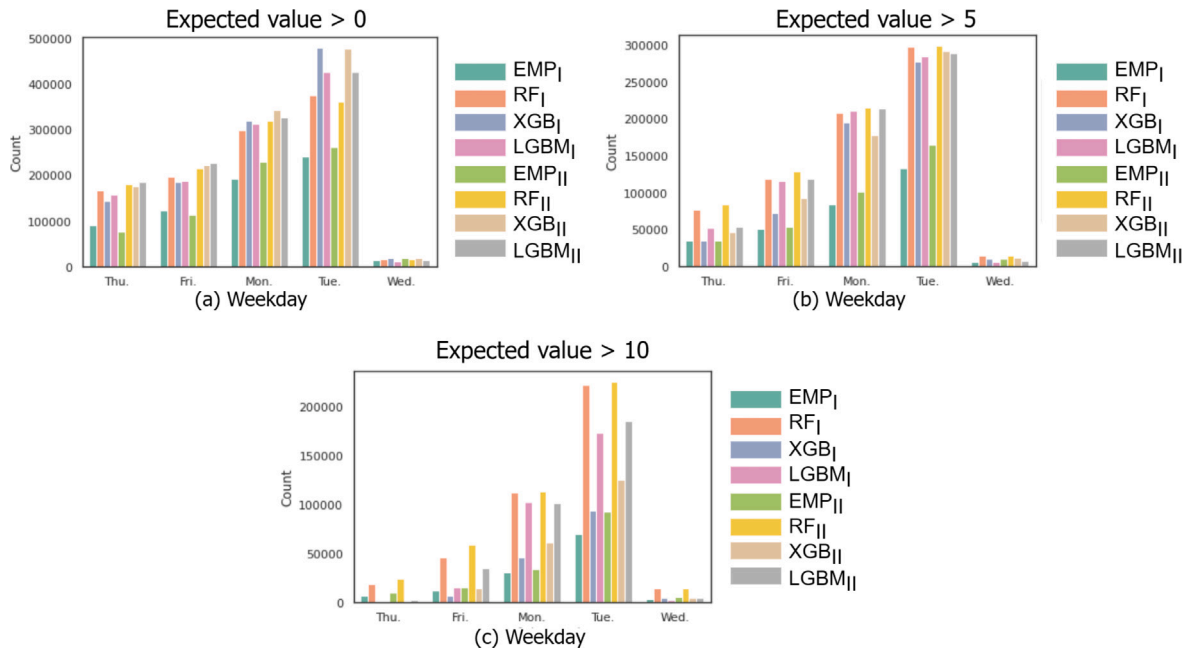 Expected value > 0
500000
400000
300000
200000
100000
0
Count
Thu. Fri. Mon. Tue. Wed.
(a) Weekday
EMP_I
RF_I
XGB_I
LGBM_I
EMP_II
RF_II
XGB_II
LGBM_II
Expected value > 5
300000
250000
200000
150000
100000
50000
0
Count
Thu. Fri. Mon. Tue. Wed.
(b) Weekday
EMP_I
RF_I
XGB_I
LGBM_I
EMP_II
RF_II
XGB_II
LGBM_II
Expected value > 10
200000
150000
100000
50000
0
Count
Thu. Fri. Mon. Tue. Wed.
(c) Weekday
EMP_I
RF_I
XGB_I
LGBM_I
EMP_II
RF_II
XGB_II
LGBM_II